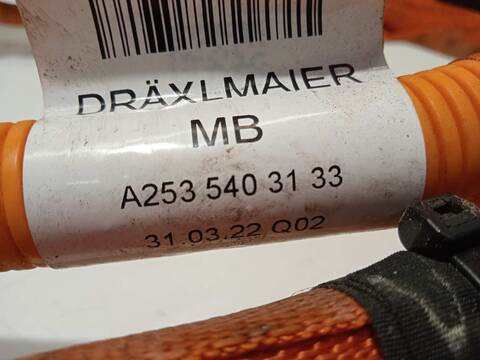 DRÄXLMAIER
MB
A253 540 31 33
31.03.22 Q02